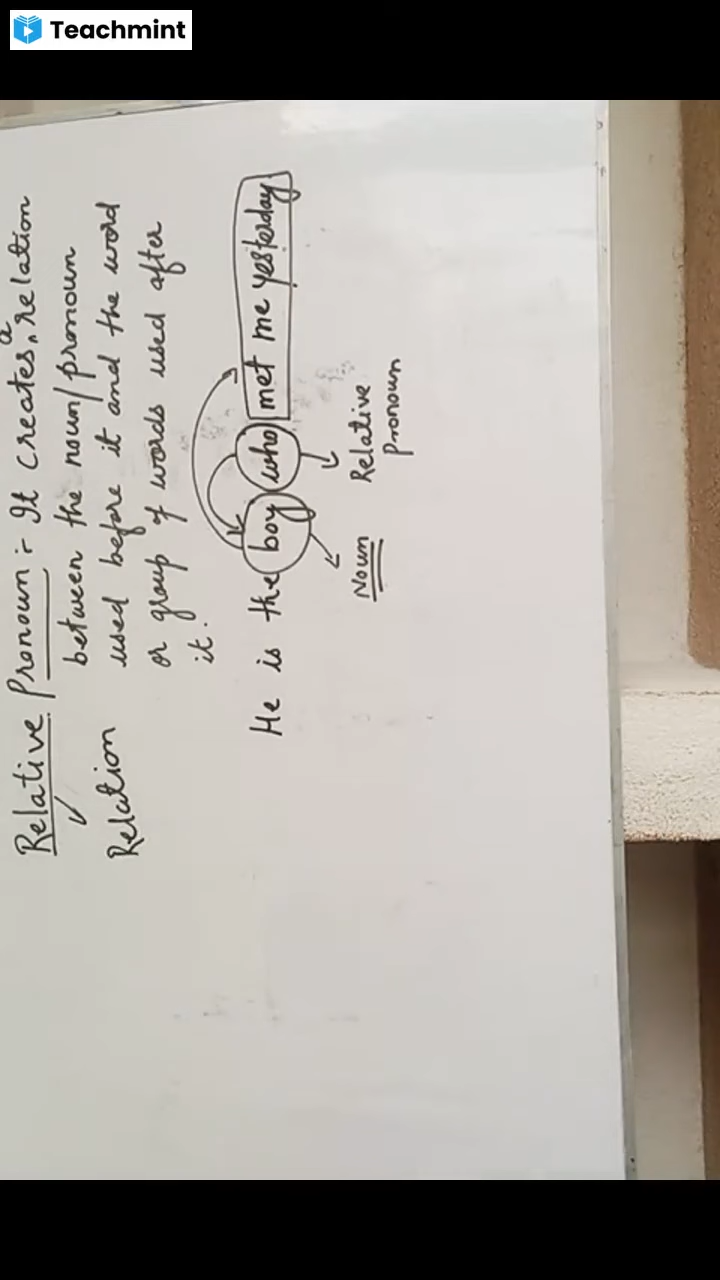 Teachmint
Relative Pronoun :- It creates a relation
between the noun/pronoun
Relation used before it and the word
or group of words used after
it.
He is the boy who met me yesterday
Noun Relative
Pronoun